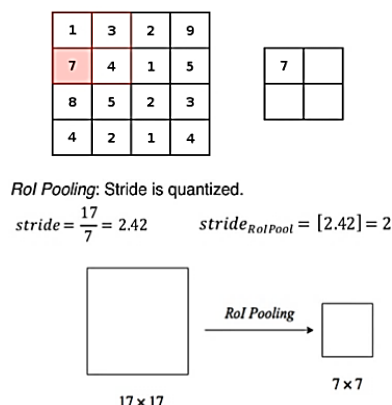 1 3 2 9
7 4 1 5
7
8 5 2 3
4 2 1 4
RoI Pooling: Stride is quantized.
stride = 17/7 = 2.42 stride_RoIPool = [2.42] = 2
RoI Pooling
7 × 7
17 × 17